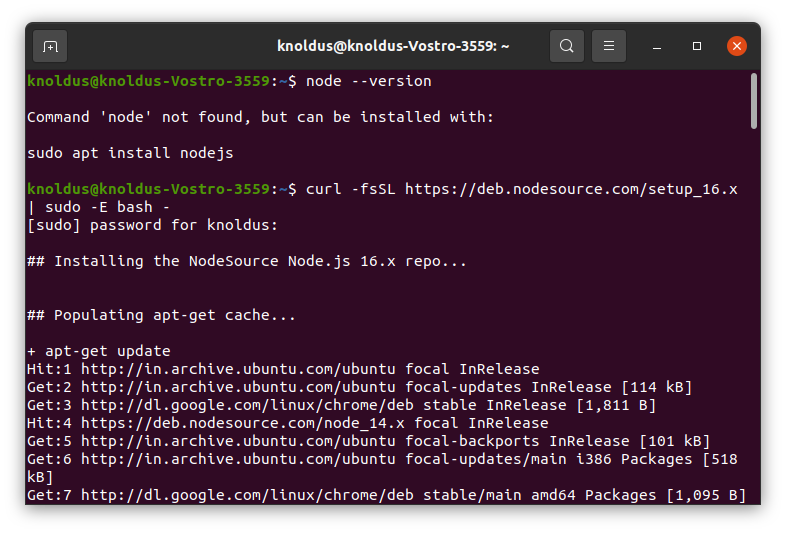 knoldus@knoldus-Vostro-3559: ~
knoldus@knoldus-Vostro-3559:~$ node --version
Command 'node' not found, but can be installed with:
sudo apt install nodejs
knoldus@knoldus-Vostro-3559:~$ curl -fsSL https://deb.nodesource.com/setup_16.x
| sudo -E bash -
[sudo] password for knoldus:
## Installing the NodeSource Node.js 16.x repo...
## Populating apt-get cache...
+ apt-get update
Hit:1 http://in.archive.ubuntu.com/ubuntu focal InRelease
Get:2 http://in.archive.ubuntu.com/ubuntu focal-updates InRelease [114 kB]
Get:3 http://dl.google.com/linux/chrome/deb stable InRelease [1,811 B]
Hit:4 https://deb.nodesource.com/node_14.x focal InRelease
Get:5 http://in.archive.ubuntu.com/ubuntu focal-backports InRelease [101 kB]
Get:6 http://in.archive.ubuntu.com/ubuntu focal-updates/main i386 Packages [518
kB]
Get:7 http://dl.google.com/linux/chrome/deb stable/main amd64 Packages [1,095 B]